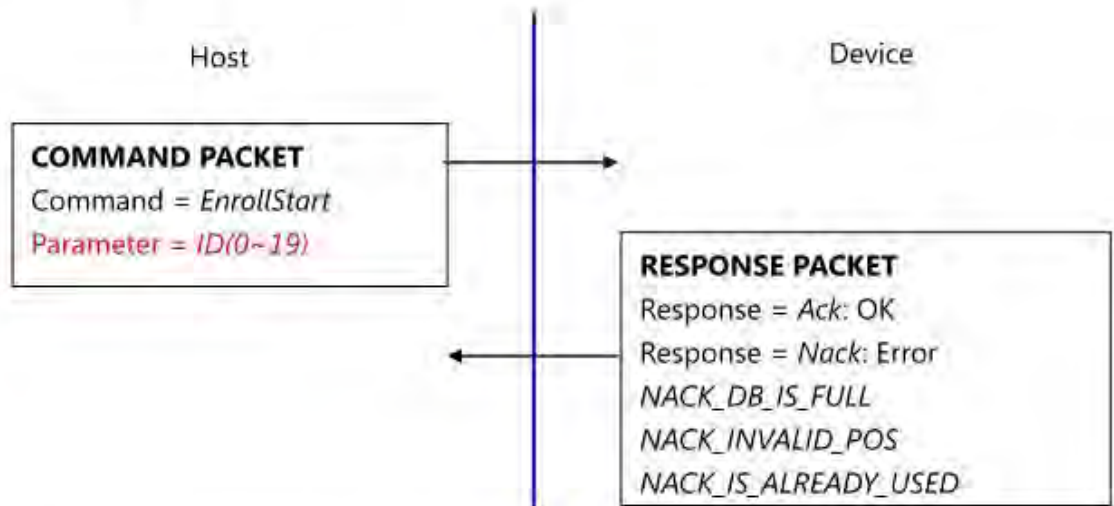 Host
Device
COMMAND PACKET
Command = EnrollStart
Parameter = ID(0~19)
RESPONSE PACKET
Response = Ack: OK
Response = Nack: Error
NACK_DB_IS_FULL
NACK_INVALID_POS
NACK_IS_ALREADY_USED